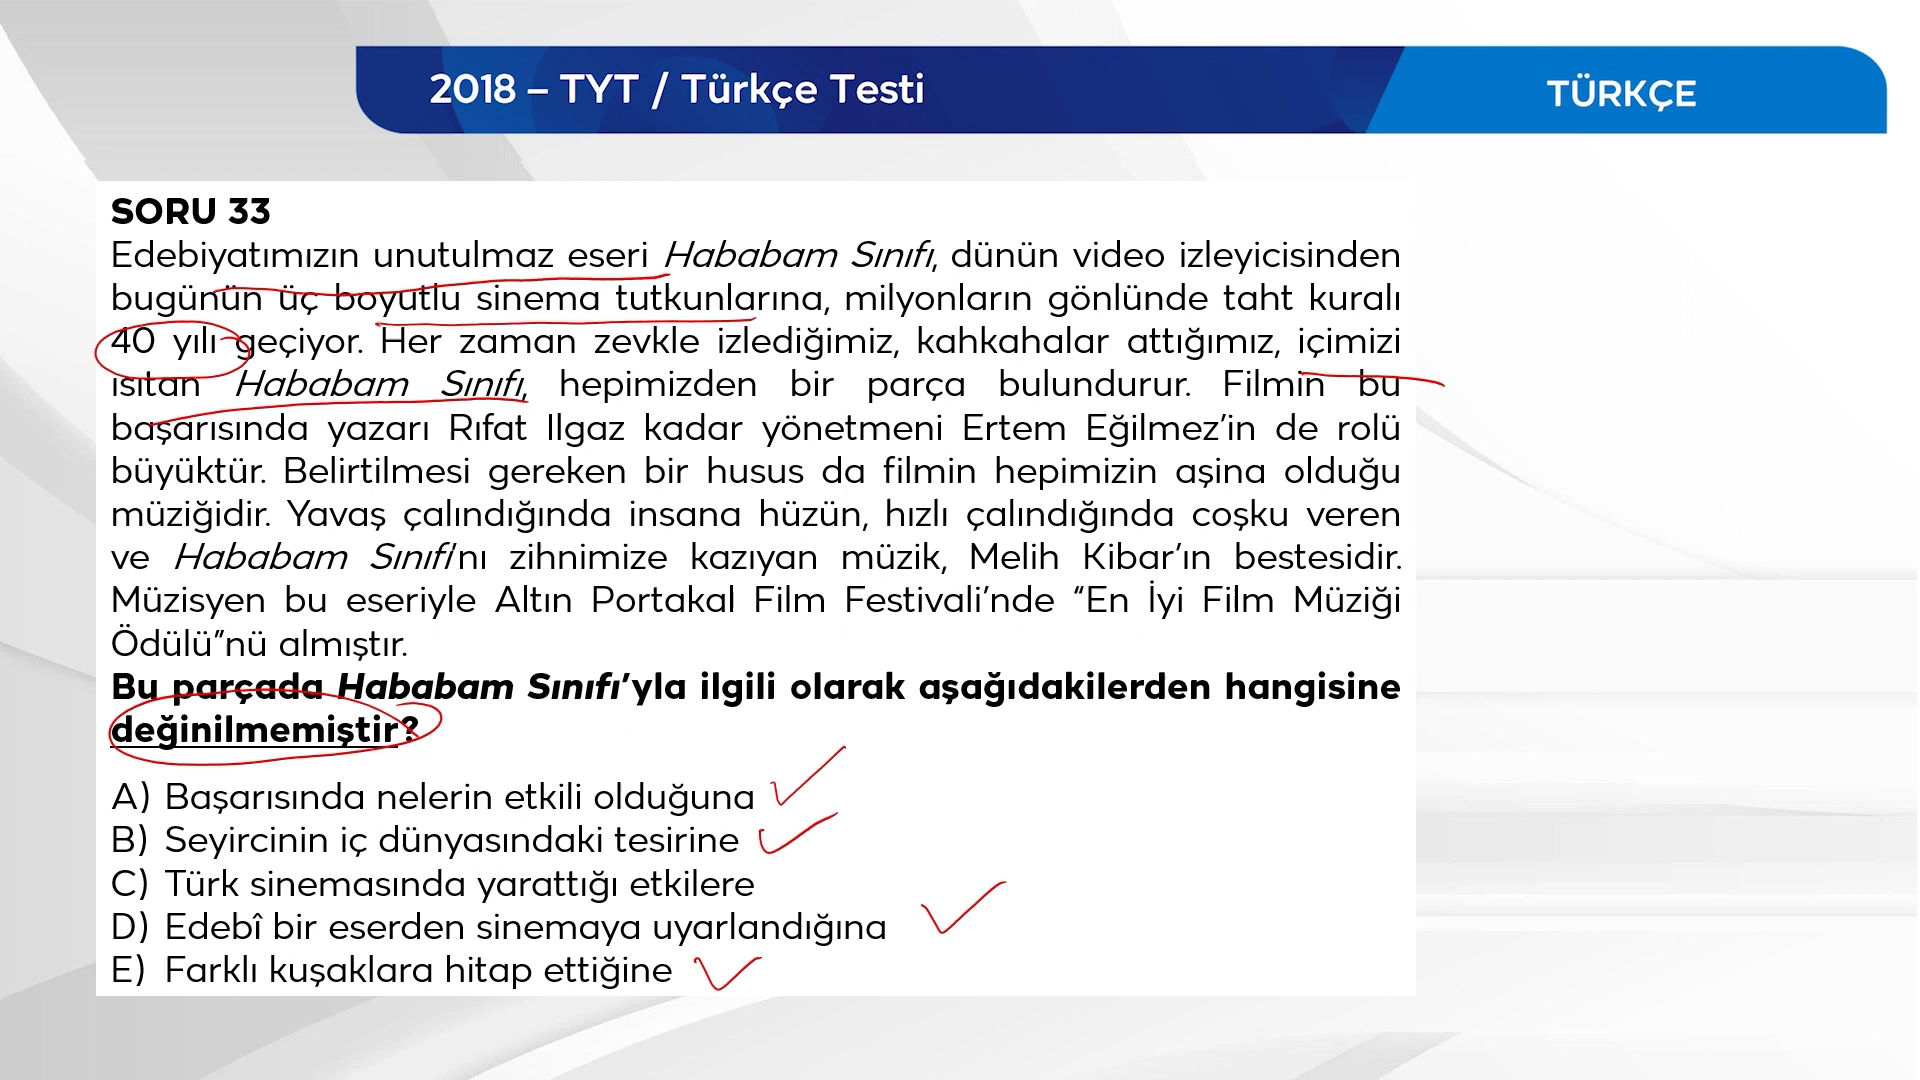 2018 – TYT / Türkçe Testi
TÜRKÇE
SORU 33
Edebiyatımızın unutulmaz eseri Hababam Sınıfı, dünün video izleyicisinden
bugünün üç boyutlu sinema tutkunlarına, milyonların gönlünde taht kuralı
40 yılı geçiyor. Her zaman zevkle izlediğimiz, kahkahalar attığımız, içimizi
ısıtan Hababam Sınıfı, hepimizden bir parça bulundurur. Filmin bu
başarısında yazarı Rıfat Ilgaz kadar yönetmeni Ertem Eğilmez’in de rolü
büyüktür. Belirtilmesi gereken bir husus da filmin hepimizin aşina olduğu
müziğidir. Yavaş çalındığında insana hüzün, hızlı çalındığında coşku veren
ve Hababam Sınıfı’nı zihnimize kazıyan müzik, Melih Kibar’ın bestesidir.
Müzisyen bu eseriyle Altın Portakal Film Festivali’nde “En İyi Film Müziği
Ödülü”nü almıştır.
Bu parçada Hababam Sınıfı’yla ilgili olarak aşağıdakilerden hangisine
değinilmemiştir?
A) Başarısında nelerin etkili olduğuna
B) Seyircinin iç dünyasındaki tesirine
C) Türk sinemasında yarattığı etkilere
D) Edebî bir eserden sinemaya uyarlandığına
E) Farklı kuşaklara hitap ettiğine